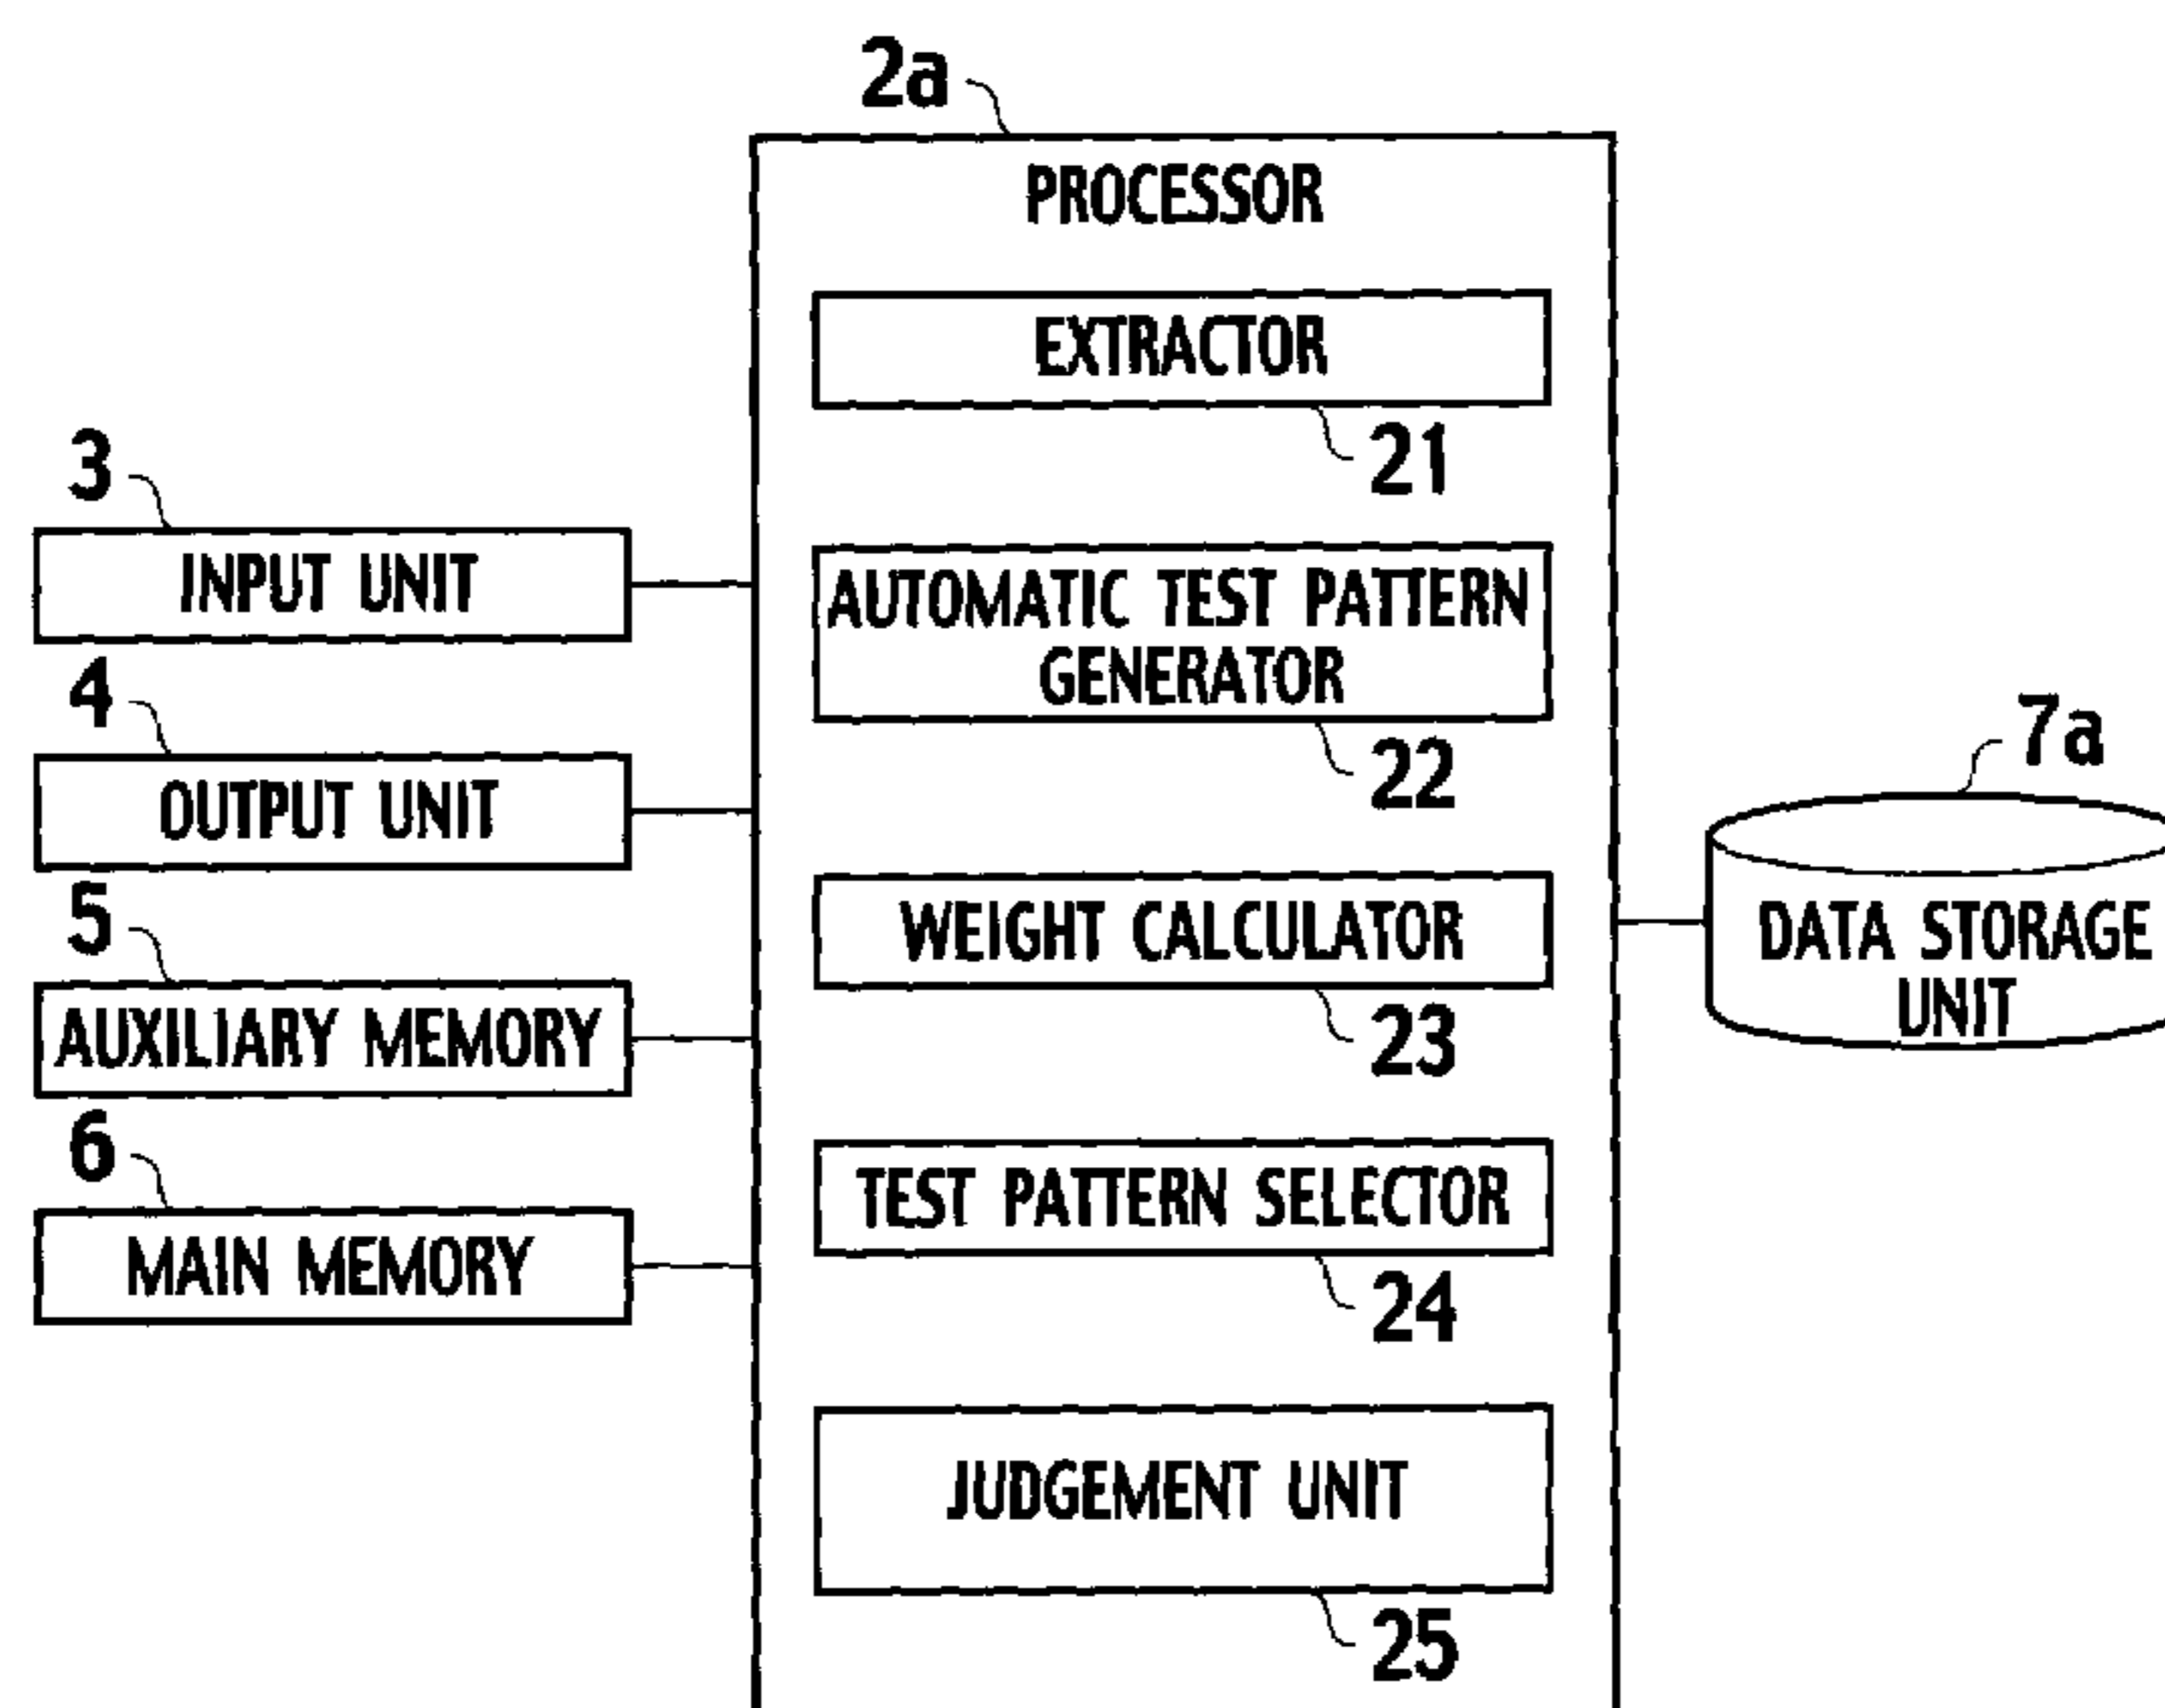 2a
PROCESSOR
EXTRACTOR
21
3
INPUT UNIT
AUTOMATIC TEST PATTERN
GENERATOR
22
4
OUTPUT UNIT
7a
DATA STORAGE
UNIT
5
AUXILIARY MEMORY
WEIGHT CALCULATOR
23
6
MAIN MEMORY
TEST PATTERN SELECTOR
24
JUDGEMENT UNIT
25